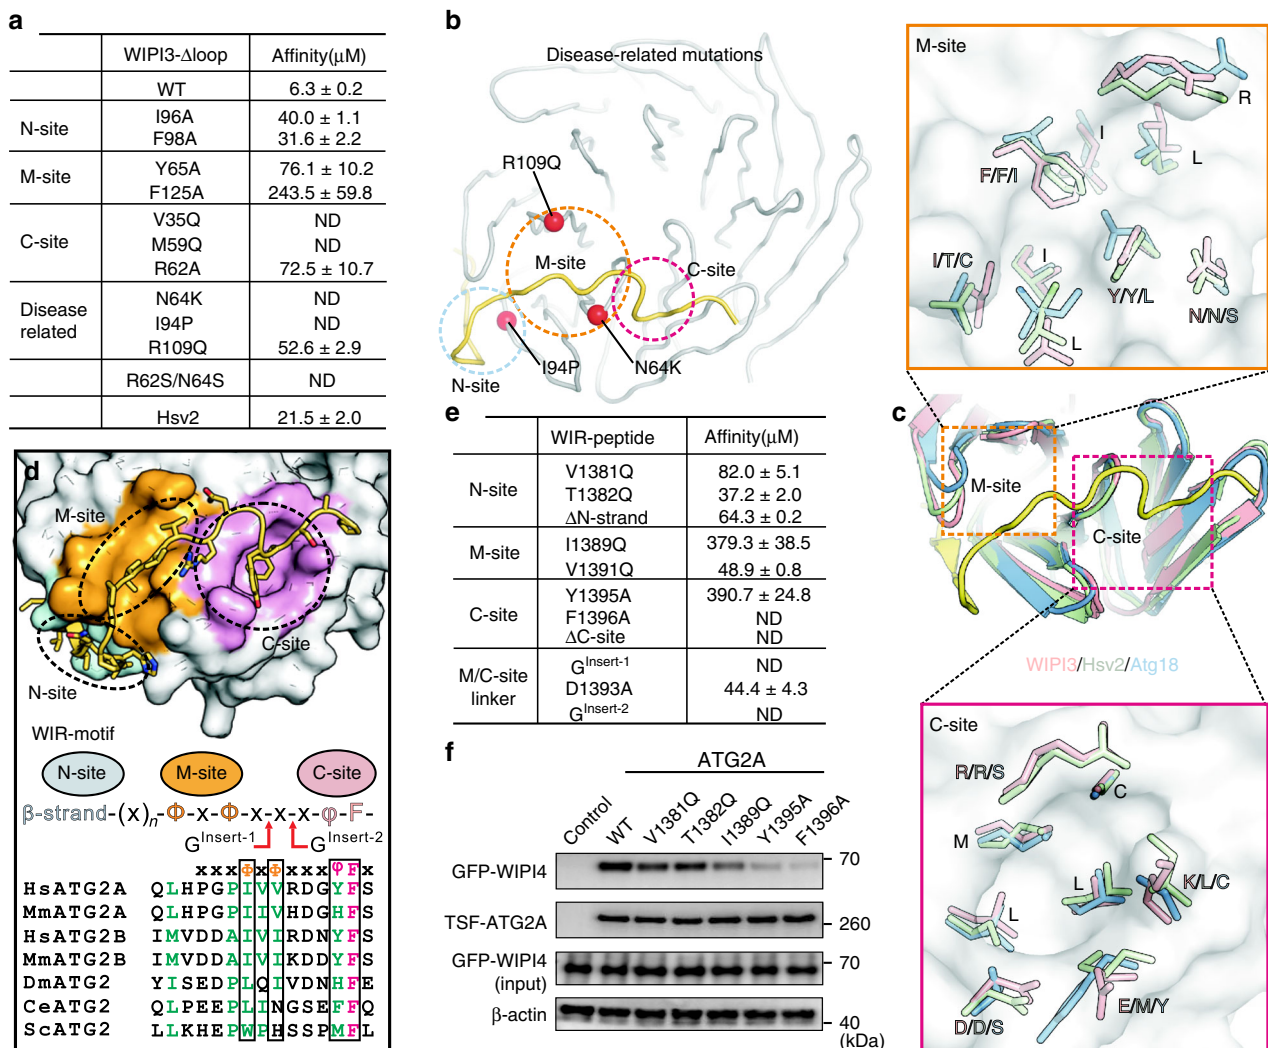 a
WIPI3-Δloop Affinity(μM)
WT 6.3 ± 0.2
N-site
I96A 40.0 ± 1.1
F98A 31.6 ± 2.2
M-site
Y65A 76.1 ± 10.2
F125A 243.5 ± 59.8
C-site
V35Q ND
M59Q ND
R62A 72.5 ± 10.7
Disease related
N64K ND
I94P ND
R109Q 52.6 ± 2.9
R62S/N64S ND
Hsv2 21.5 ± 2.0
b
Disease-related mutations
R109Q
M-site
C-site
I94P
N64K
N-site
M-site
R
I
L
F/F/I
I/T/C
I
Y/Y/L
N/N/S
L
c
M-site
C-site
WIPI3/Hsv2/Atg18
C-site
R/R/S
C
M
L
K/L/C
L
E/M/Y
D/D/S
d
M-site
C-site
N-site
WIR-motif
N-site M-site C-site
β-strand-(x)n-Φ-x-Φ-x-x-x-φ-F-
G Insert-1 G Insert-2
xxxΦxΦxxxφFx
HsATG2A QLHPGPIVVRDGYFS
MmATG2A QLHPGPIIVHDGHFS
HsATG2B IMVDDAIVIRDNYFS
MmATG2B IMVDDAIVIKDDYFS
DmATG2 YISEDPLQIVDNHFE
CeATG2 QLPEEPLINGSEFFQ
ScATG2 LLKHEPWPHSSPMFL
e
WIR-peptide Affinity(μM)
N-site
V1381Q 82.0 ± 5.1
T1382Q 37.2 ± 2.0
ΔN-strand 64.3 ± 0.2
M-site
I1389Q 379.3 ± 38.5
V1391Q 48.9 ± 0.8
C-site
Y1395A 390.7 ± 24.8
F1396A ND
ΔC-site ND
M/C-site linker
G Insert-1 ND
D1393A 44.4 ± 4.3
G Insert-2 ND
f
ATG2A
Control WT V1381Q T1382Q I1389Q Y1395A F1396A
GFP-WIPI4 70
TSF-ATG2A 260
GFP-WIPI4 (input) 70
β-actin 40
(kDa)